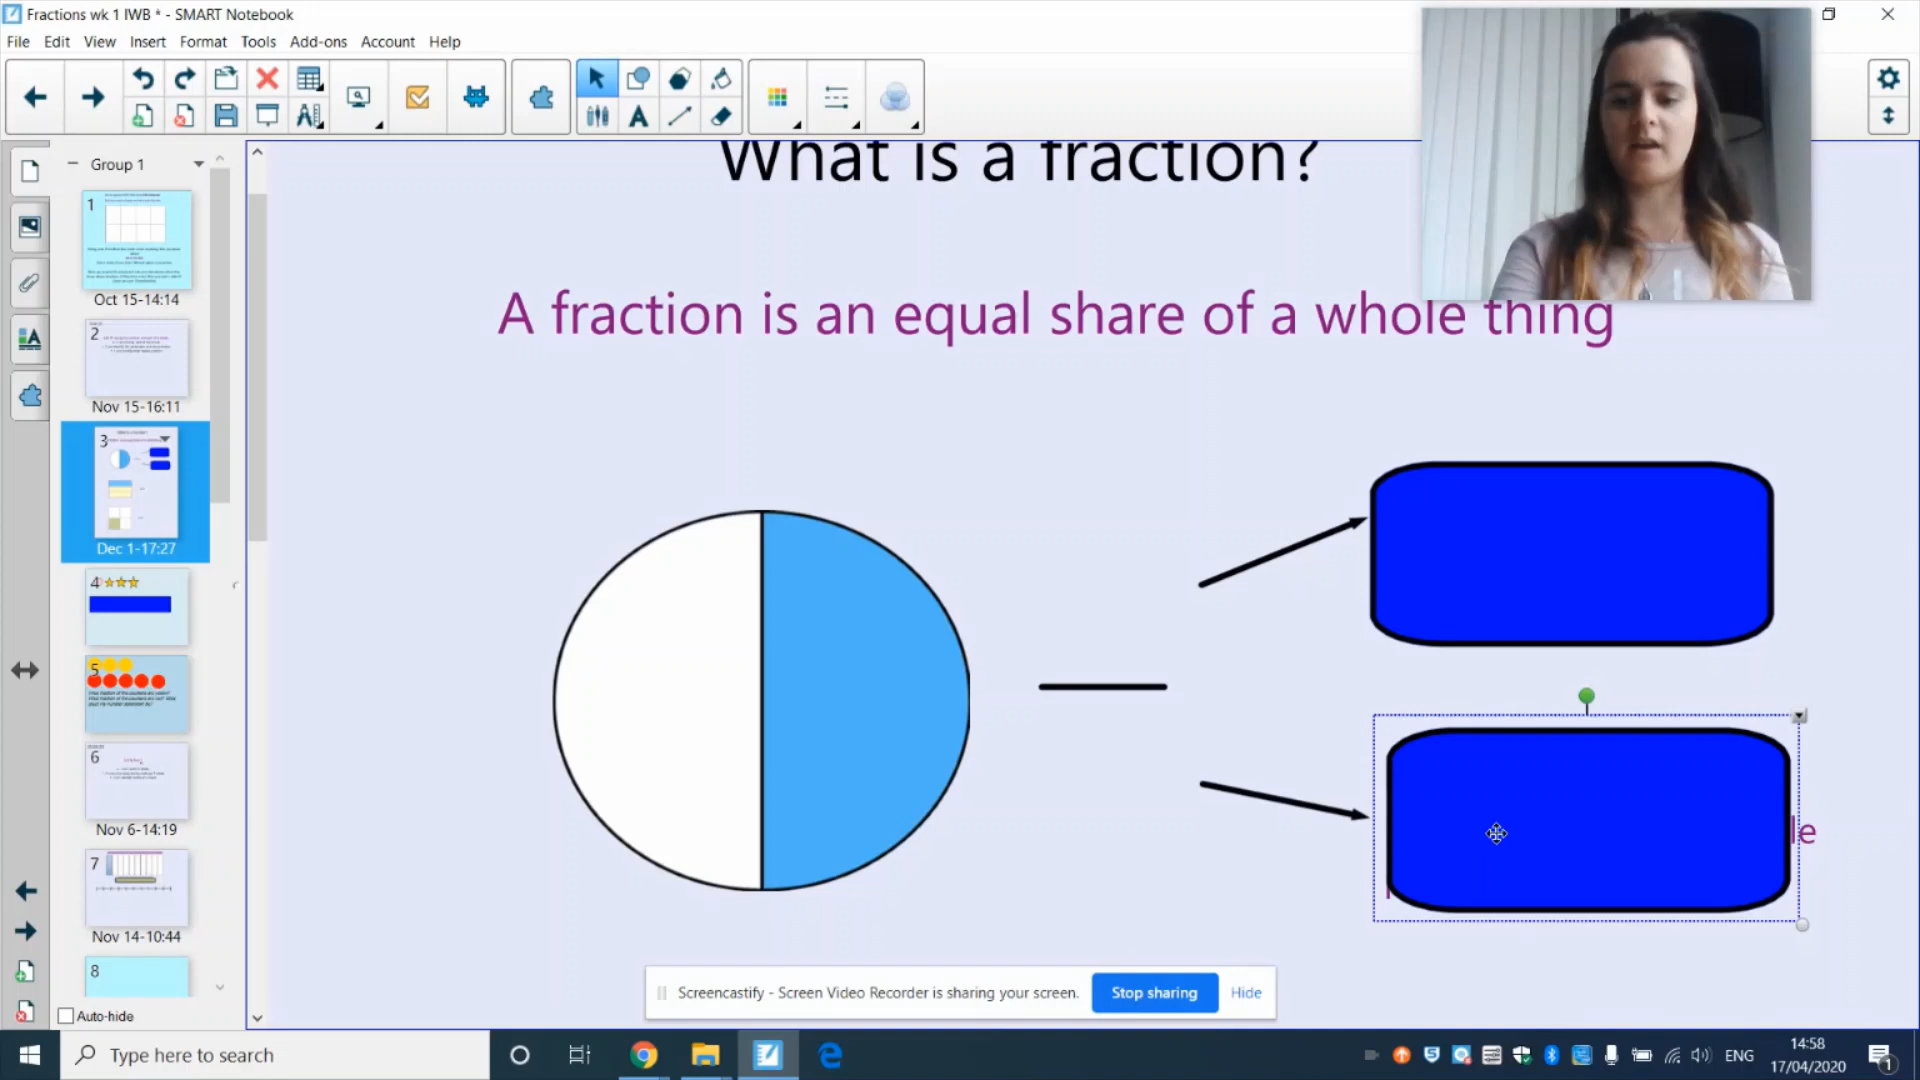 Fractions wk 1 IWB * - SMART Notebook
File Edit View Insert Format Tools Add-ons Account Help
Group 1
1
Oct 15-14:14
2
Nov 15-16:11
3
Dec 1-17:27
4
5
6
Nov 6-14:19
7
Nov 14-10:44
8
Auto-hide
What is a fraction?
A fraction is an equal share of a whole thing
le
Screencastify - Screen Video Recorder is sharing your screen. Stop sharing Hide
Type here to search
ENG
14:58
17/04/2020
1